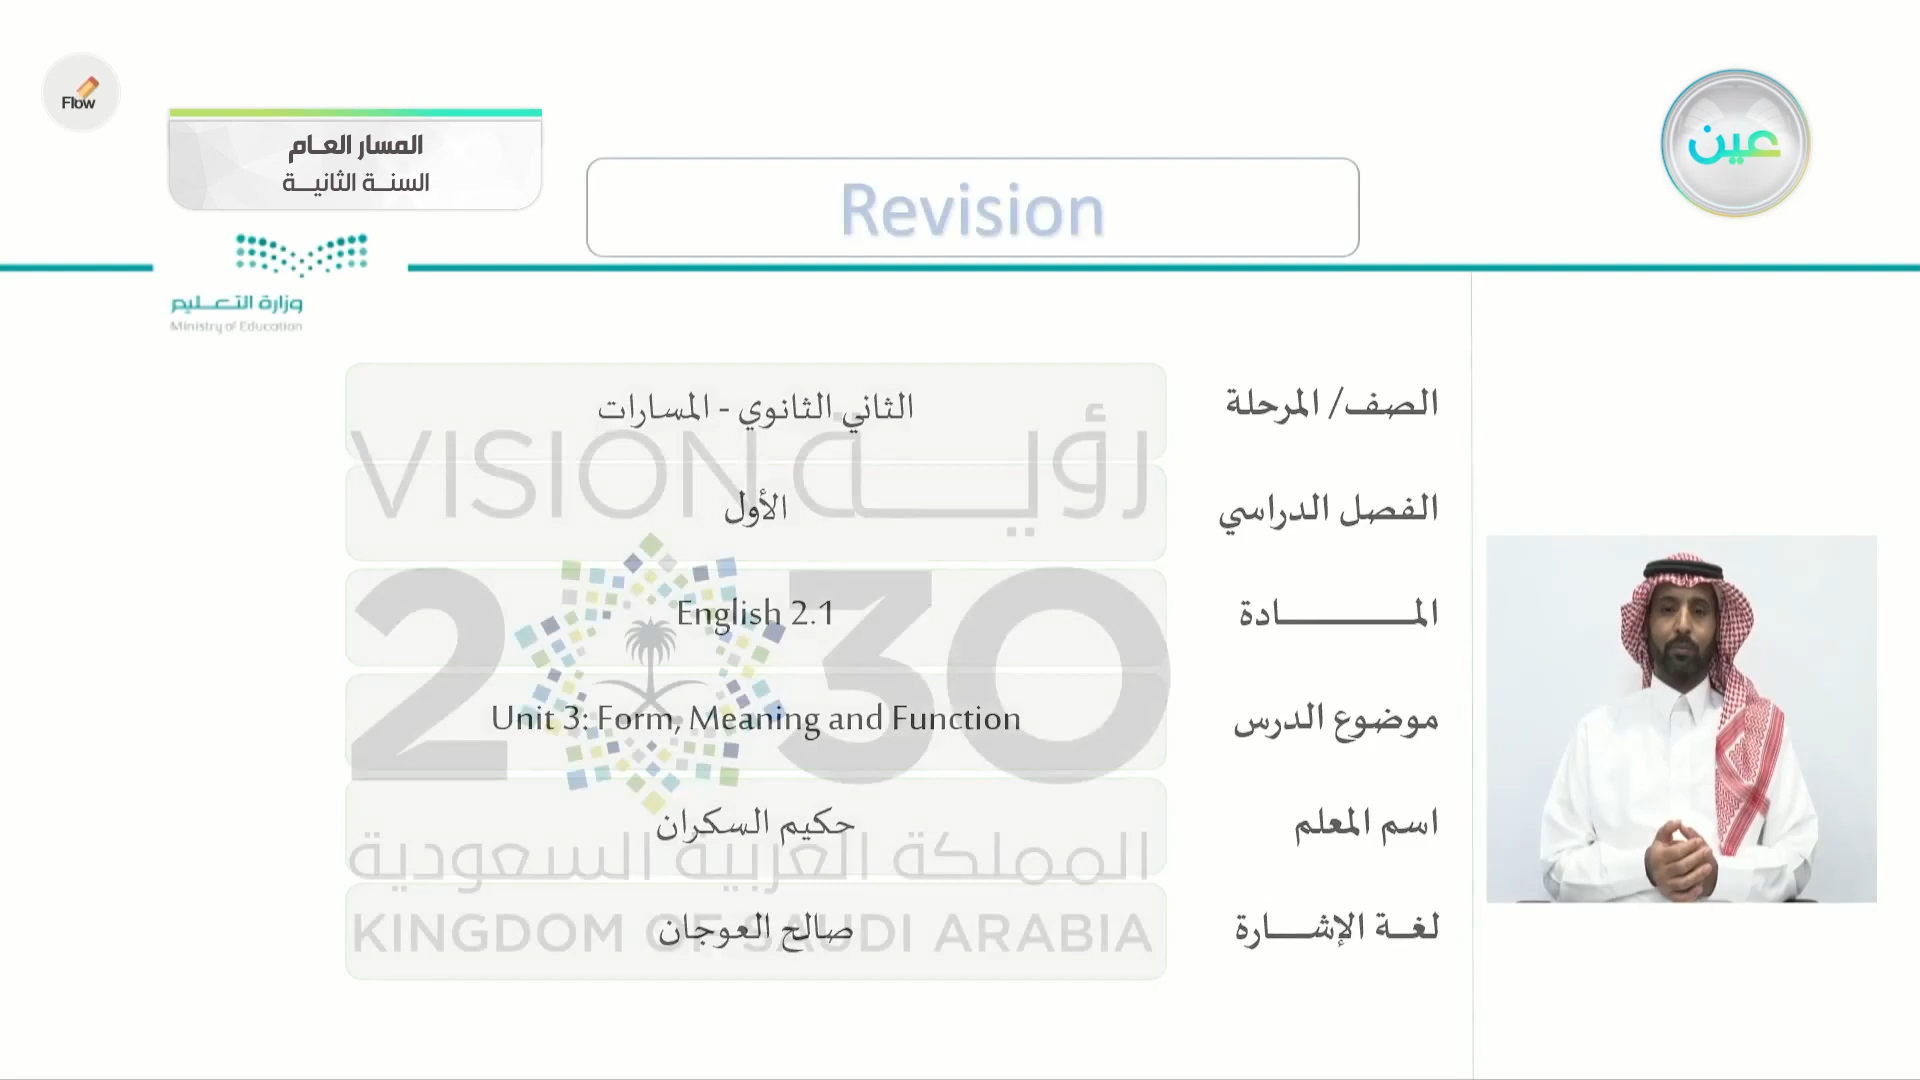 Flow
المسار العام
السنة الثانية
عين
Revision
وزارة التعليم
Ministry of Education
الصف/ المرحلة
الثاني الثانوي - المسارات
VISION رؤية
الفصل الدراسي
الأول
2030
المادة
English 2.1
موضوع الدرس
Unit 3: Form, Meaning and Function
اسم المعلم
حكيم السكران
المملكة العربية السعودية
لغة الإشارة
صالح العوجان
KINGDOM OF SAUDI ARABIA